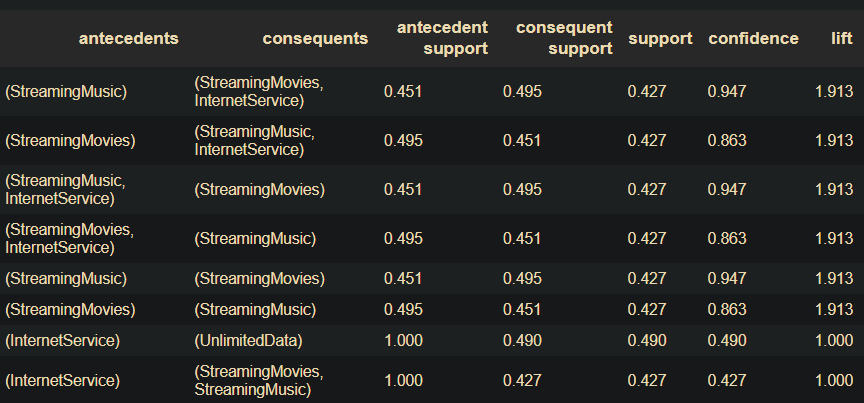 antecedents consequents antecedent support consequent support support confidence lift
(StreamingMusic) (StreamingMovies, InternetService) 0.451 0.495 0.427 0.947 1.913
(StreamingMovies) (StreamingMusic, InternetService) 0.495 0.451 0.427 0.863 1.913
(StreamingMusic, InternetService) (StreamingMovies) 0.451 0.495 0.427 0.947 1.913
(StreamingMovies, InternetService) (StreamingMusic) 0.495 0.451 0.427 0.863 1.913
(StreamingMusic) (StreamingMovies) 0.451 0.495 0.427 0.947 1.913
(StreamingMovies) (StreamingMusic) 0.495 0.451 0.427 0.863 1.913
(InternetService) (UnlimitedData) 1.000 0.490 0.490 0.490 1.000
(InternetService) (StreamingMovies, StreamingMusic) 1.000 0.427 0.427 0.427 1.000